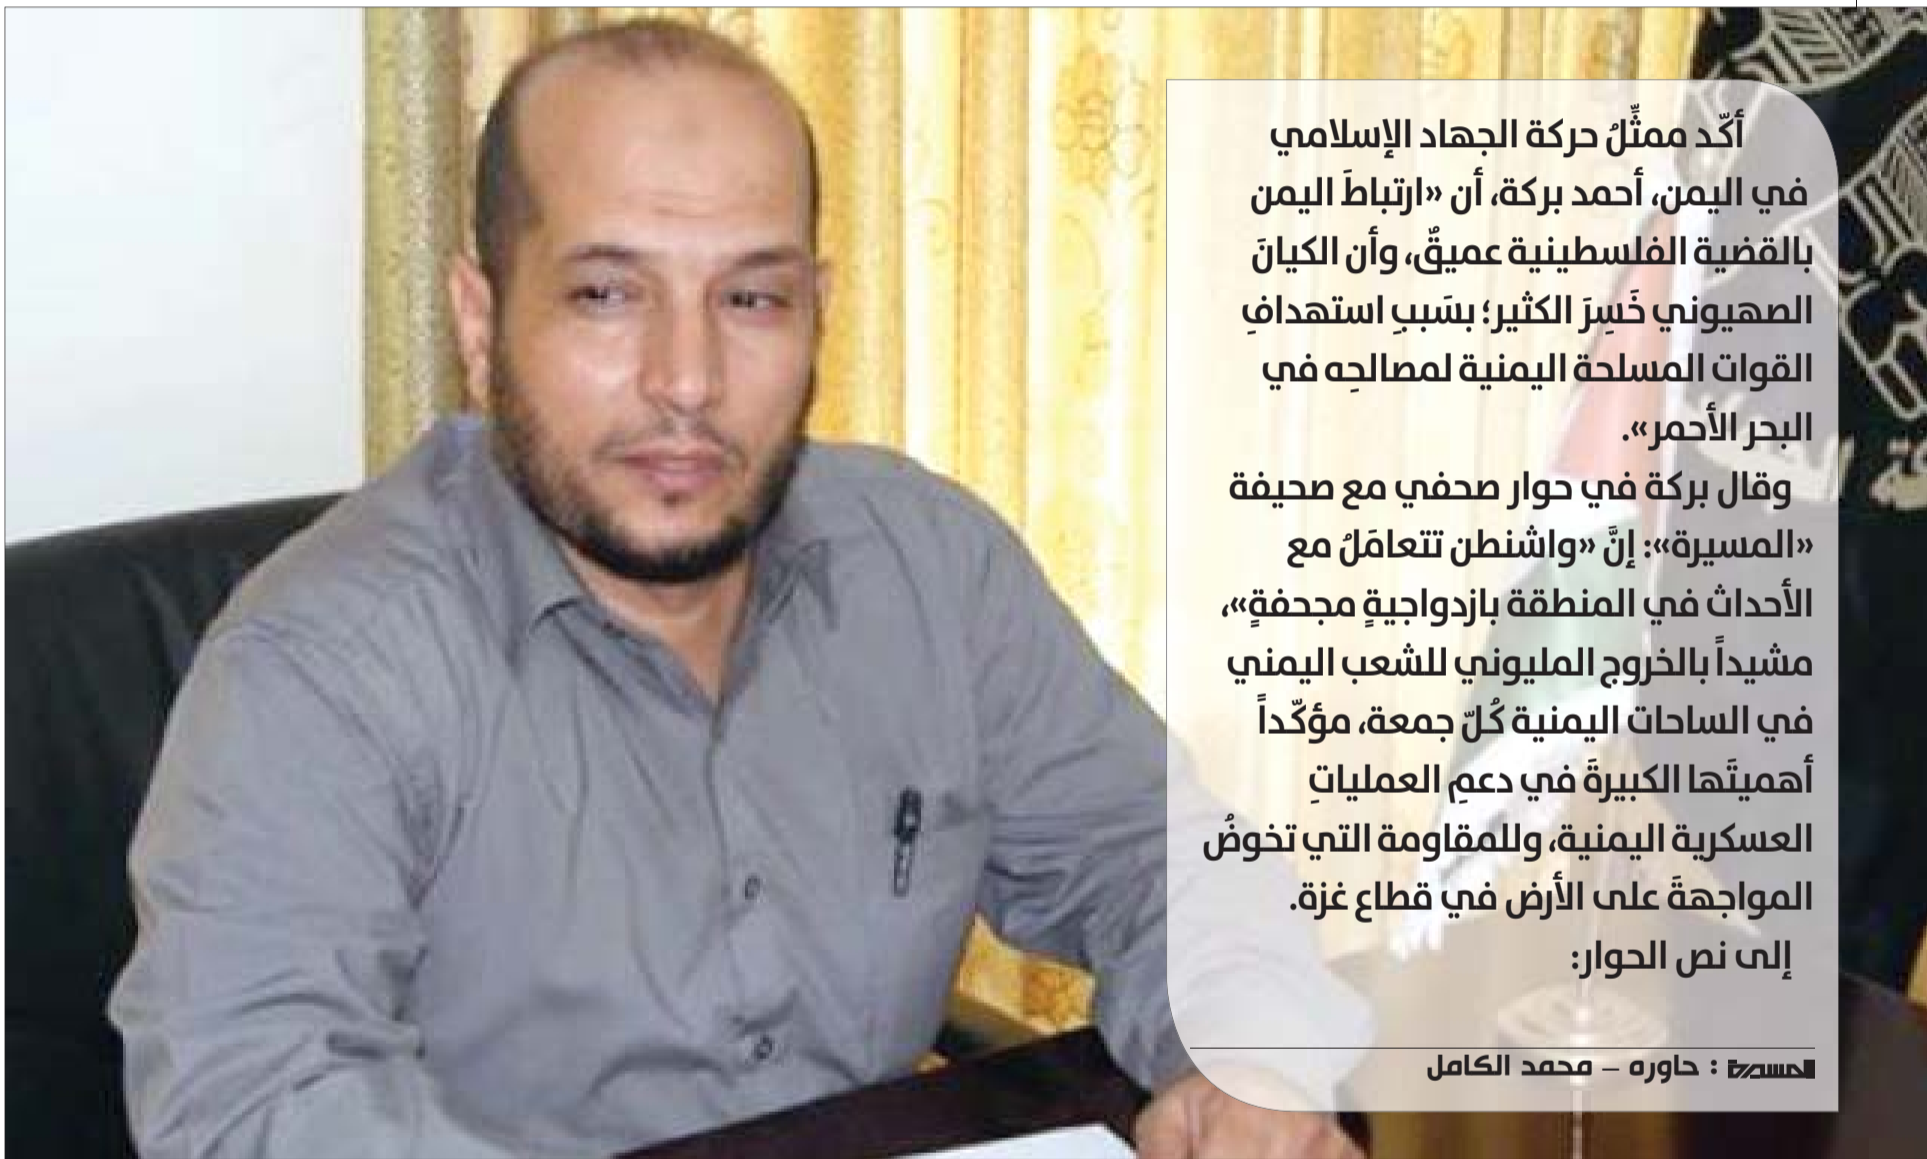 أكّد ممثِّلُ حركة الجهاد الإسلامي
في اليمن، أحمد بركة، أن «ارتباطَ اليمن
بالقضية الفلسطينية عميقٌ، وأن الكيانَ
الصهيوني خَسِرَ الكثير؛ بسَببِ استهدافِ
القوات المسلحة اليمنية لمصالحِه في
البحر الأحمر».
وقال بركة في حوار صحفي مع صحيفة
«المسيرة»: إنَّ «واشنطن تتعامَلُ مع
الأحداث في المنطقة بازدواجيةٍ مجحفةٍ»،
مشيداً بالخروج المليوني للشعب اليمني
في الساحات اليمنية كُلّ جمعة، مؤكّداً
أهميتَها الكبيرةَ في دعمِ العملياتِ
العسكرية اليمنية، وللمقاومة التي تخوضُ
المواجهةَ على الأرض في قطاع غزة.
إلى نص الحوار:
المسيرة : حاوره – محمد الكامل